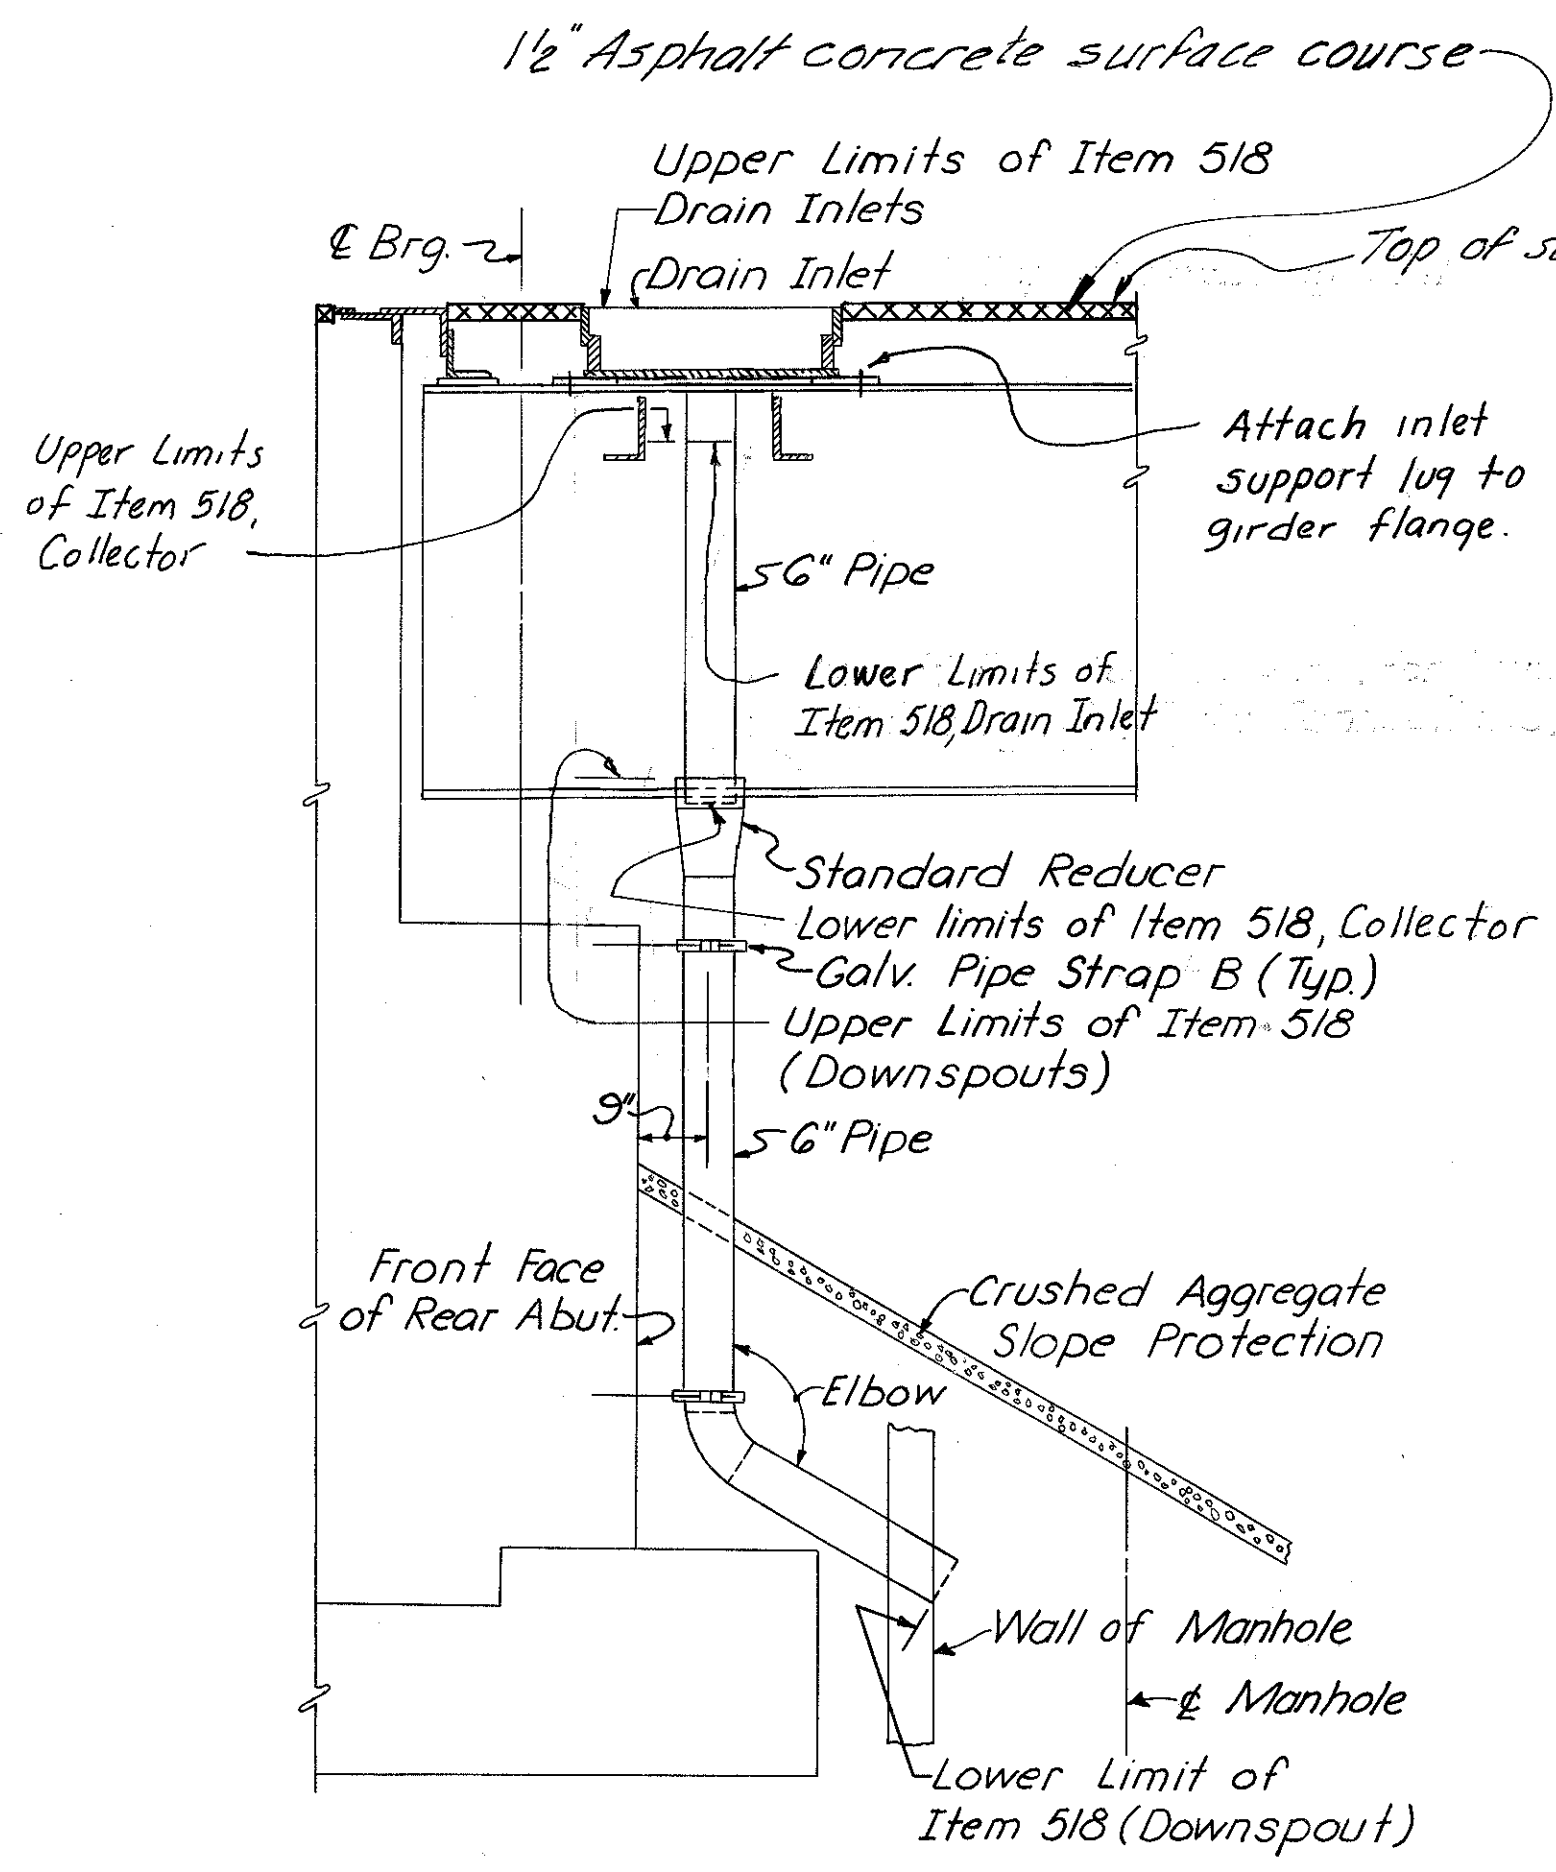 1½" Asphalt concrete surface course
Upper Limits of Item 518
Drain Inlets
℄ Brg.
Drain Inlet
Top of
Attach inlet
support lug to
girder flange.
Upper Limits
of Item 518,
Collector
6" Pipe
Lower Limits of
Item 518, Drain Inlet
Standard Reducer
Lower limits of Item 518, Collector
Galv. Pipe Strap B (Typ.)
Upper Limits of Item 518
(Downspouts)
9"
6" Pipe
Front Face
of Rear Abut.
Crushed Aggregate
Slope Protection
Elbow
Wall of Manhole
℄ Manhole
Lower Limit of
Item 518 (Downspout)